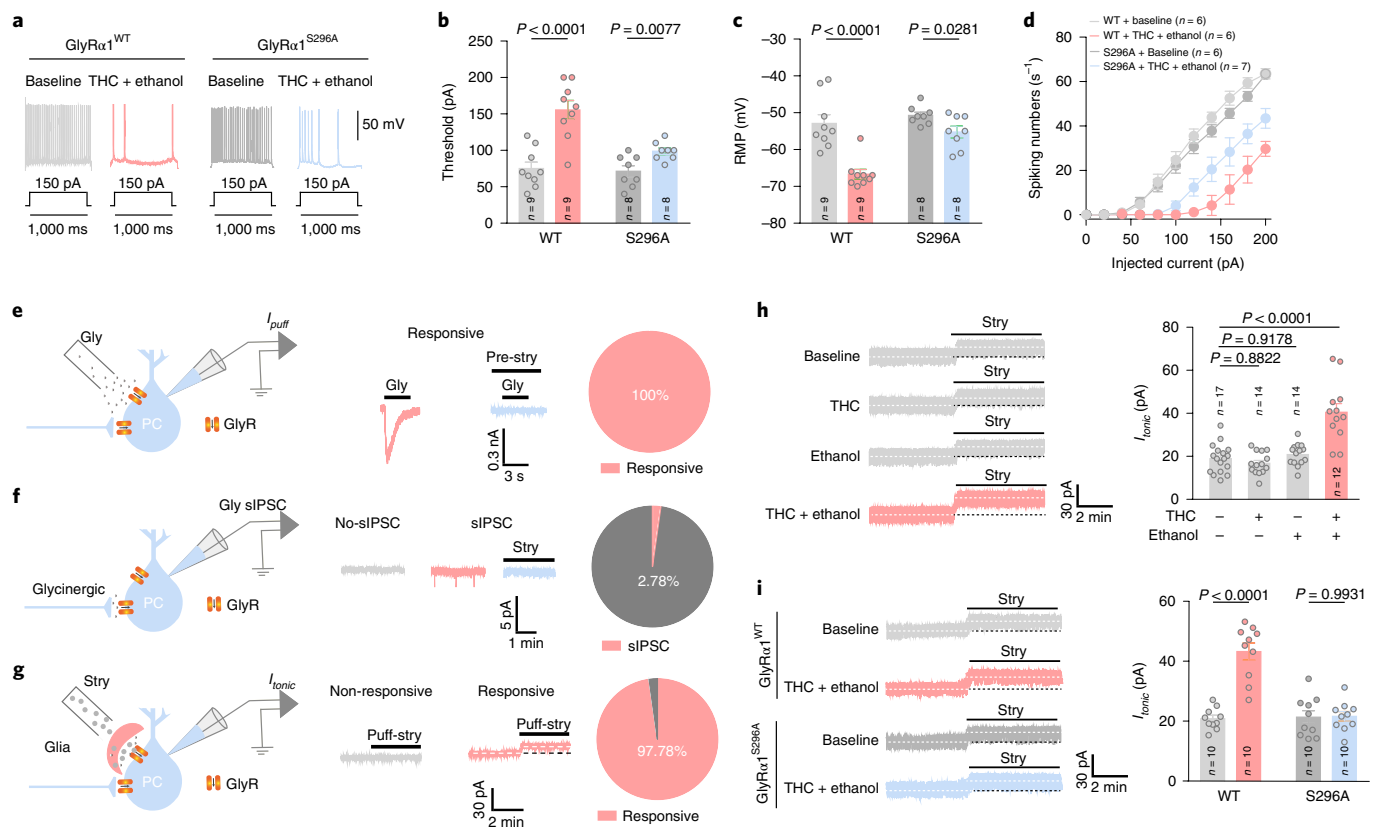 a
GlyRα1WT
GlyRα1S296A
Baseline THC + ethanol
Baseline THC + ethanol
50 mV
150 pA 150 pA 150 pA 150 pA
1,000 ms 1,000 ms 1,000 ms 1,000 ms
b
P < 0.0001 P = 0.0077
Threshold (pA)
250
200
150
100
50
0
n = 9 n = 9 n = 8 n = 8
WT S296A
c
P < 0.0001 P = 0.0281
RMP (mV)
−30
−40
−50
−60
−70
−80
n = 9 n = 9 n = 8 n = 8
WT S296A
d
WT + baseline (n = 6)
WT + THC + ethanol (n = 6)
S296A + Baseline (n = 6)
S296A + THC + ethanol (n = 7)
Spiking numbers (s−1)
80
60
40
20
0
0 50 100 150 200
Injected current (pA)
e
Gly
Ipuff
PC
GlyR
Responsive
Gly
Pre-stry
Gly
0.3 nA
3 s
100%
Responsive
f
Gly sIPSC
Glycinergic
PC
GlyR
No-sIPSC
sIPSC
Stry
5 pA
1 min
2.78%
sIPSC
g
Stry
Itonic
Glia
PC
GlyR
Non-responsive
Responsive
Puff-stry
Puff-stry
30 pA
2 min
97.78%
Responsive
h
Stry
Baseline
Stry
THC
Stry
Ethanol
Stry
THC + ethanol
30 pA
2 min
P < 0.0001
P = 0.9178
P = 0.8822
Itonic (pA)
80
60
40
20
0
n = 17 n = 14 n = 14 n = 12
THC − + − +
Ethanol − − + +
i
GlyRα1WT
Stry
Baseline
Stry
THC + ethanol
GlyRα1S296A
Stry
Baseline
Stry
THC + ethanol
30 pA
2 min
P < 0.0001 P = 0.9931
Itonic (pA)
60
40
20
0
n = 10 n = 10 n = 10 n = 10
WT S296A